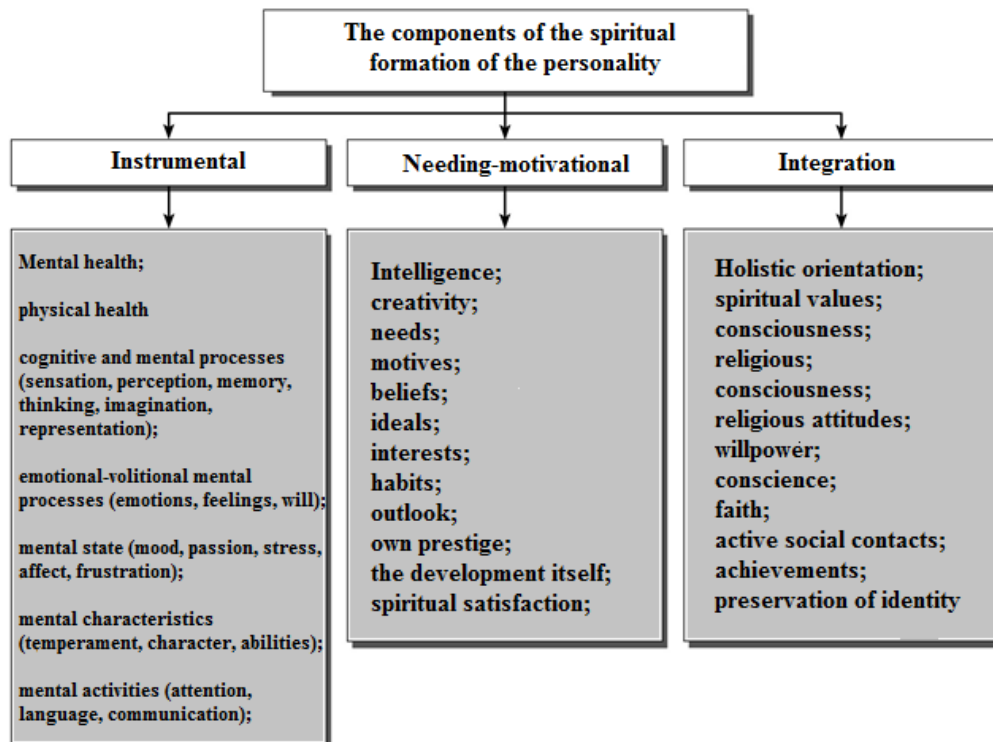 The components of the spiritual
formation of the personality
Instrumental
Needing-motivational
Integration
Mental health;
physical health
cognitive and mental processes
(sensation, perception, memory,
thinking, imagination,
representation);
emotional-volitional mental
processes (emotions, feelings, will);
mental state (mood, passion, stress,
affect, frustration);
mental characteristics
(temperament, character, abilities);
mental activities (attention,
language, communication);
Intelligence;
creativity;
needs;
motives;
beliefs;
ideals;
interests;
habits;
outlook;
own prestige;
the development itself;
spiritual satisfaction;
Holistic orientation;
spiritual values;
consciousness;
religious;
consciousness;
religious attitudes;
willpower;
conscience;
faith;
active social contacts;
achievements;
preservation of identity